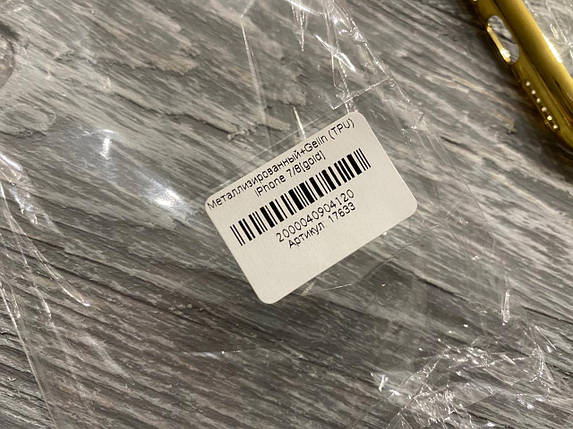 Металлизированный+Gelin (TPU)
iPhone 7/8(gold)
2000040904120
Артикул 17633